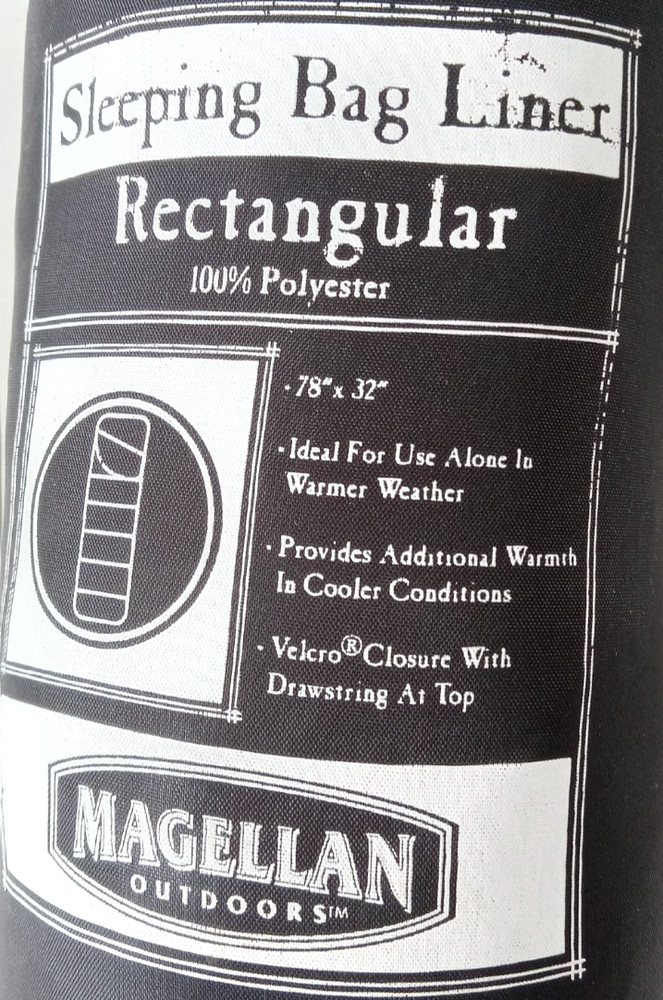 Sleeping Bag Liner
Rectangular
100% Polyester
· 78" x 32"
· Ideal For Use Alone In
Warmer Weather
· Provides Additional Warmth
In Cooler Conditions
· Velcro® Closure With
Drawstring At Top
MAGELLAN
OUTDOORS™